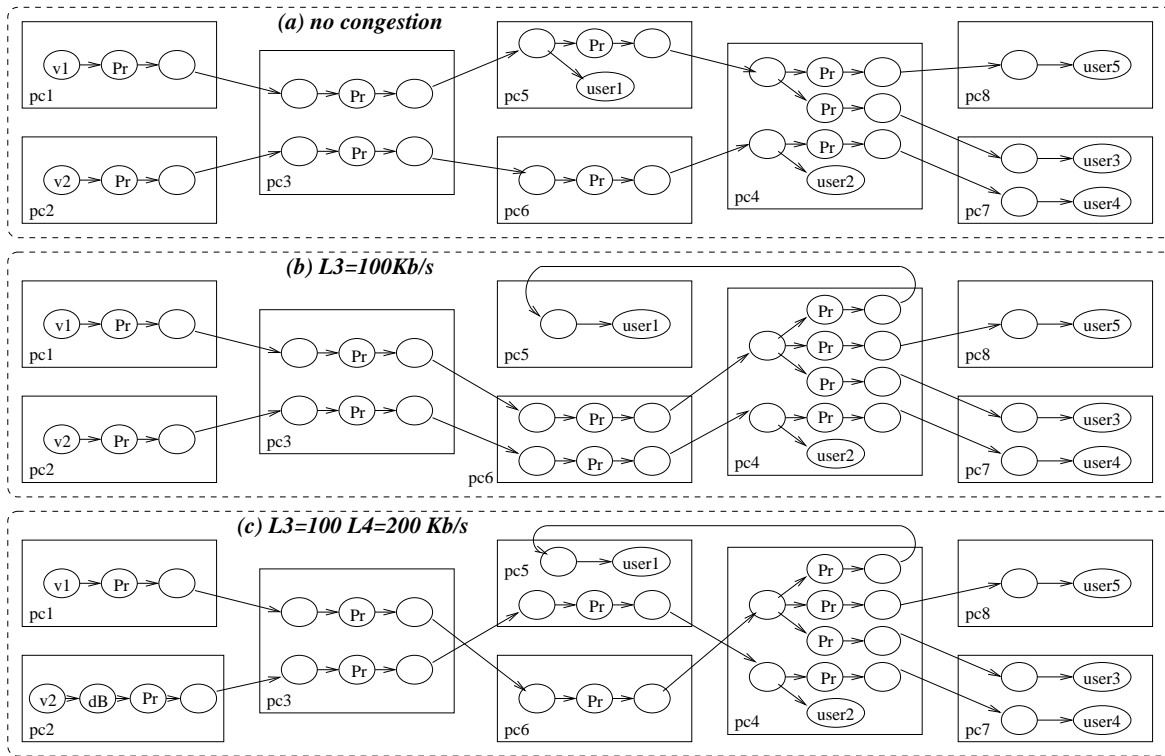 (a) no congestion
v1 Pr
pc1
v2 Pr
pc2
Pr
Pr
pc3
Pr
user1
pc5
Pr
pc6
Pr
Pr
Pr
user2
pc4
user5
pc8
user3
user4
pc7
(b) L3=100Kb/s
v1 Pr
pc1
v2 Pr
pc2
Pr
Pr
pc3
user1
pc5
Pr
Pr
pc6
Pr
Pr
Pr
Pr
user2
pc4
user5
pc8
user3
user4
pc7
(c) L3=100 L4=200 Kb/s
v1 Pr
pc1
v2 dB Pr
pc2
Pr
Pr
pc3
user1
pc5
Pr
Pr
pc6
Pr
Pr
Pr
Pr
user2
pc4
user5
pc8
user3
user4
pc7